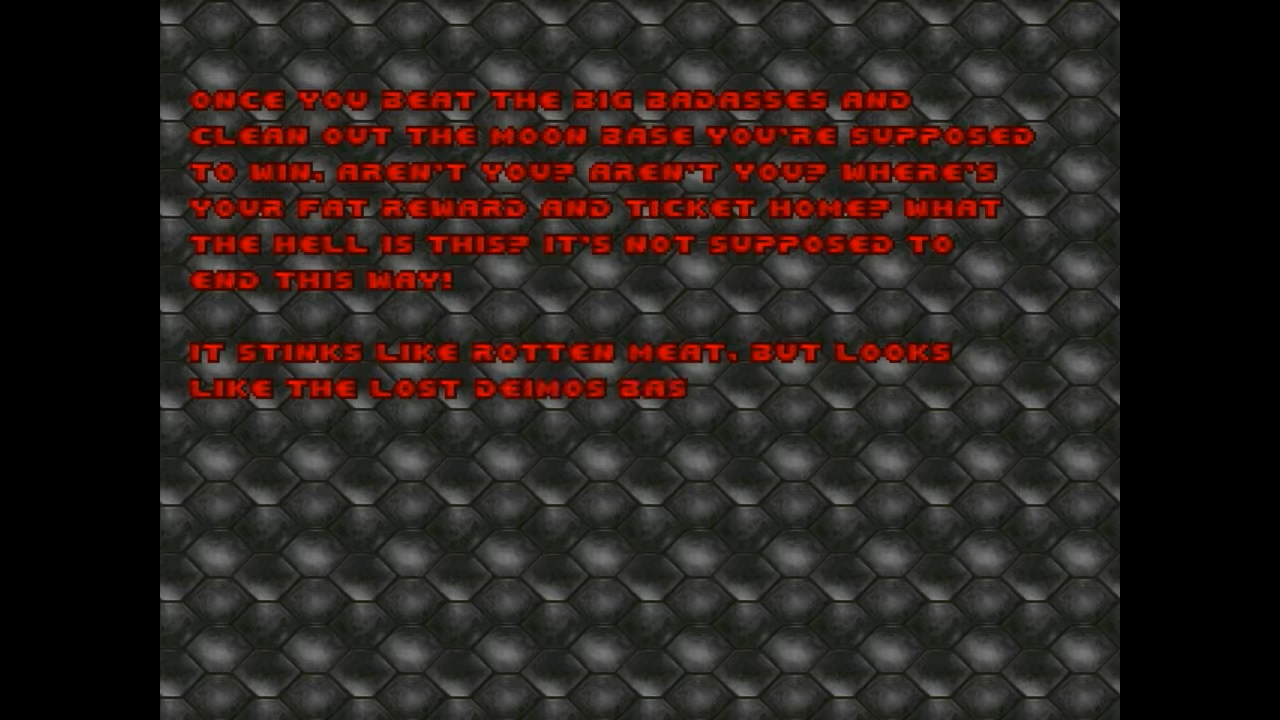 ONCE YOU BEAT THE BIG BADASSES AND
CLEAN OUT THE MOON BASE YOU'RE SUPPOSED
TO WIN, AREN'T YOU? AREN'T YOU? WHERE'S
YOUR FAT REWARD AND TICKET HOME? WHAT
THE HELL IS THIS? IT'S NOT SUPPOSED TO
END THIS WAY!
IT STINKS LIKE ROTTEN MEAT, BUT LOOKS
LIKE THE LOST DEIMOS BAS